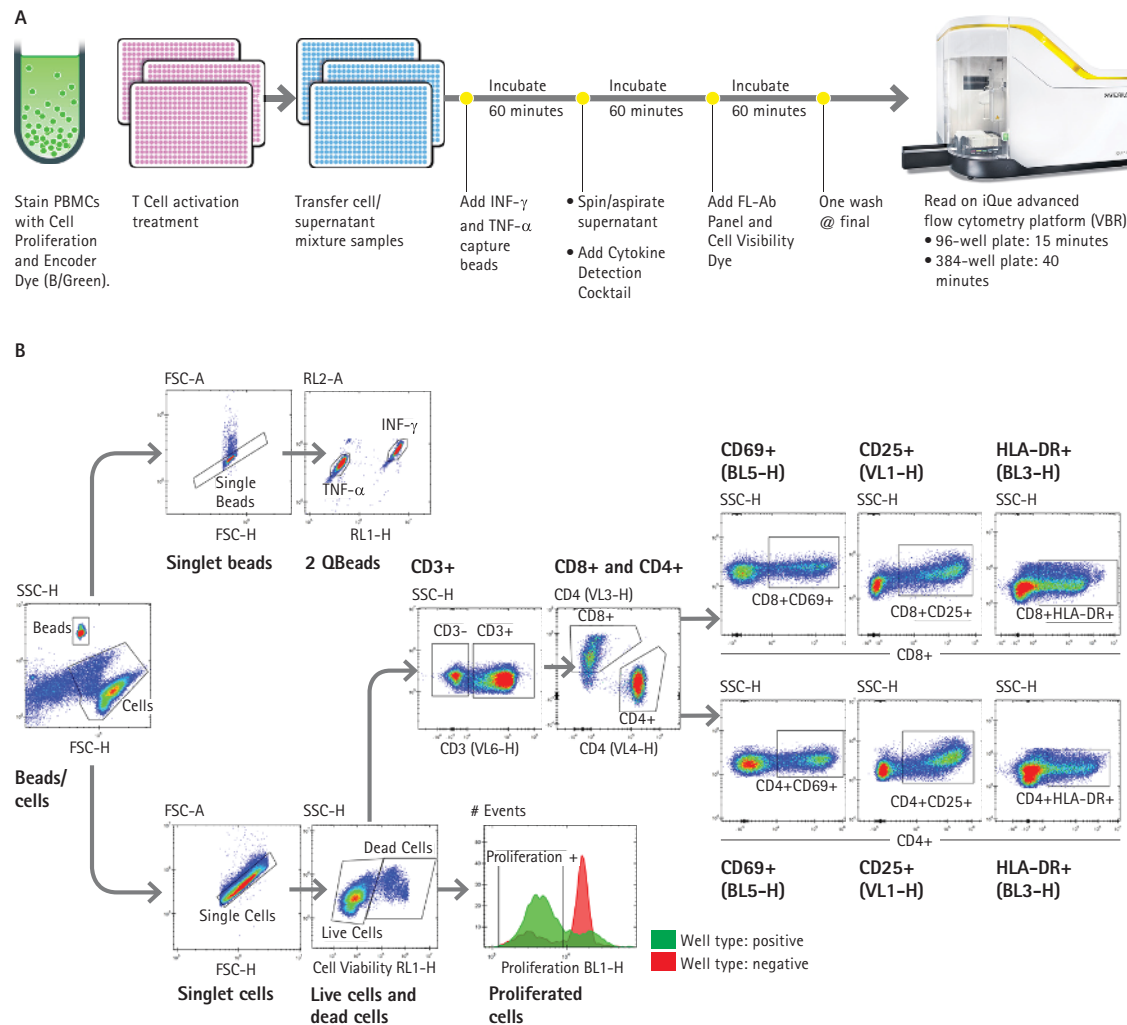 A
Incubate
60 minutes
Incubate
60 minutes
Incubate
60 minutes
Stain PBMCs
with Cell
Proliferation
and Encoder
Dye (B/Green).
T Cell activation
treatment
Transfer cell/
supernatant
mixture samples
Add INF-γ
and TNF-α
capture
beads
• Spin/aspirate
supernatant
• Add Cytokine
Detection
Cocktail
Add FL-Ab
Panel and
Cell Visibility
Dye
One wash
@ final
Read on iQue advanced
flow cytometry platform (VBR)
• 96-well plate: 15 minutes
• 384-well plate: 40
minutes
B
FSC-A
Single
Beads
FSC-H
Singlet beads
RL2-A
INF-γ
TNF-α
RL1-H
2 QBeads
SSC-H
Beads
Cells
FSC-H
Beads/
cells
CD3+
SSC-H
CD3-
CD3+
CD3 (VL6-H)
CD8+ and CD4+
CD4 (VL3-H)
CD8+
CD4+
CD4 (VL4-H)
CD69+
(BL5-H)
CD25+
(VL1-H)
HLA-DR+
(BL3-H)
SSC-H
SSC-H
SSC-H
CD8+CD69+
CD8+CD25+
CD8+HLA-DR+
CD8+
SSC-H
SSC-H
SSC-H
CD4+CD69+
CD4+CD25+
CD4+HLA-DR+
CD4+
CD69+
(BL5-H)
CD25+
(VL1-H)
HLA-DR+
(BL3-H)
FSC-A
Single Cells
FSC-H
Singlet cells
SSC-H
Dead Cells
Live Cells
Cell Viability RL1-H
Live cells and
dead cells
# Events
Proliferation +
40
30
20
10
0
Proliferation BL1-H
Proliferated
cells
Well type: positive
Well type: negative